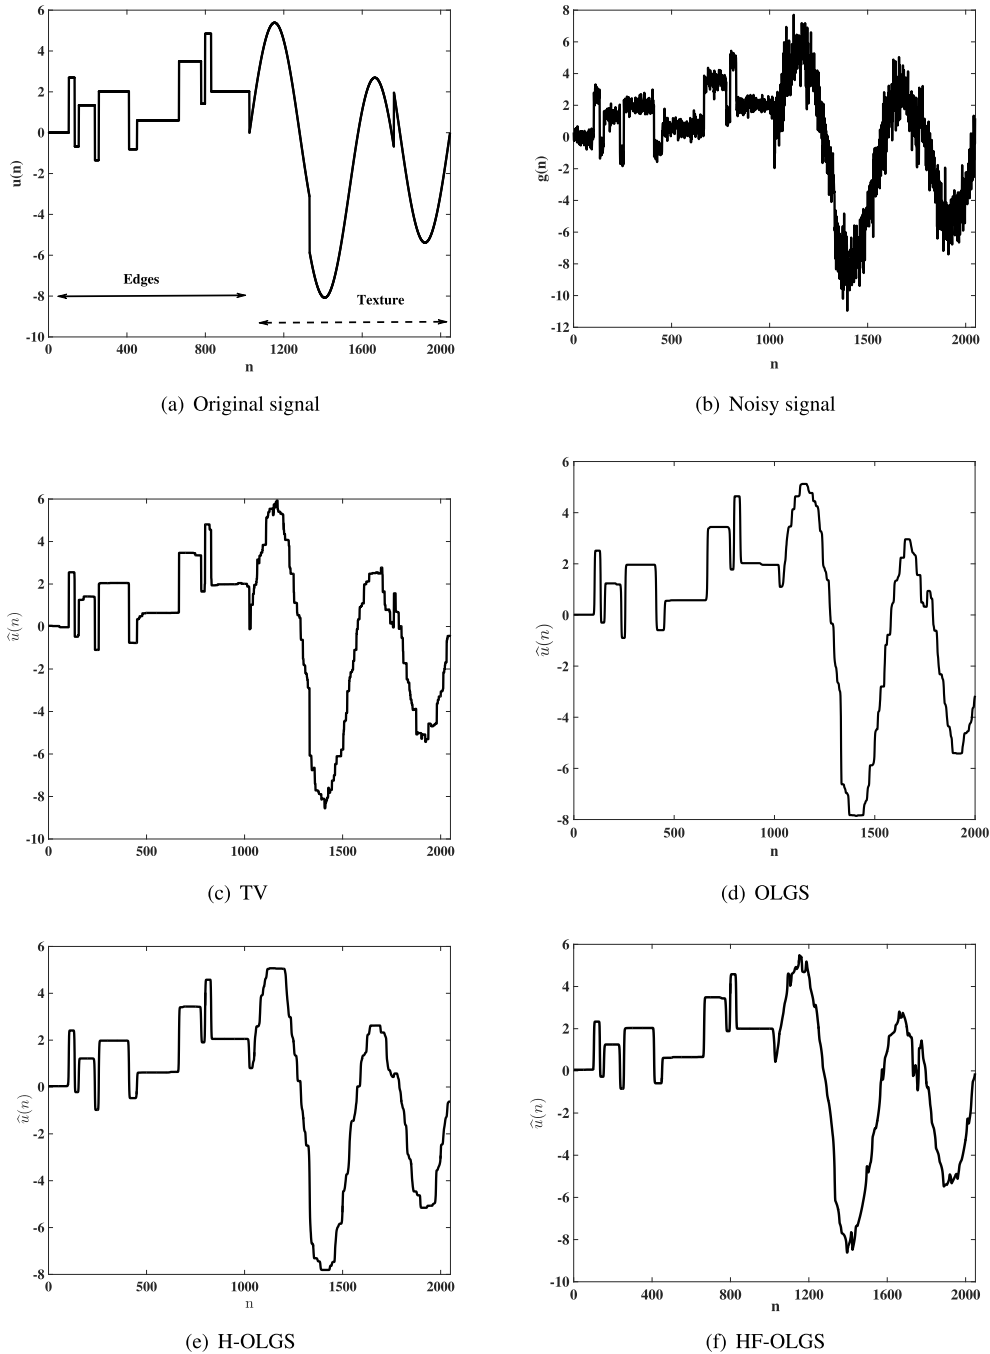 6
4
2
0
-2
-4
-6
-8
-10
u(n)
Edges
Texture
0 400 800 1200 1600 2000
n
(a) Original signal
8
6
4
2
0
-2
-4
-6
-8
-10
-12
g(n)
0 500 1000 1500 2000
n
(b) Noisy signal
6
4
2
0
-2
-4
-6
-8
-10
û(n)
0 500 1000 1500 2000
(c) TV
6
4
2
0
-2
-4
-6
-8
û(n)
0 500 1000 1500 2000
n
(d) OLGS
6
4
2
0
-2
-4
-6
-8
û(n)
0 500 1000 1500 2000
n
(e) H-OLGS
6
4
2
0
-2
-4
-6
-8
-10
û(n)
0 400 800 1200 1600 2000
n
(f) HF-OLGS